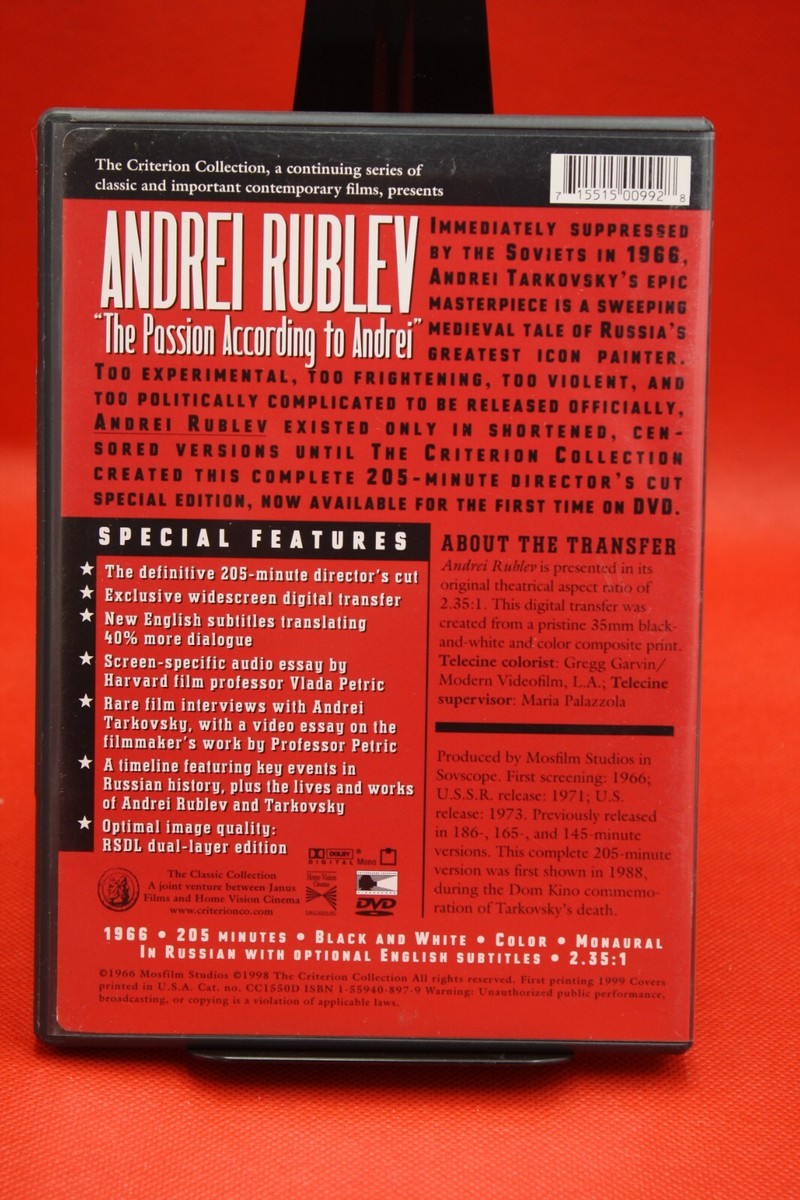 The Criterion Collection, a continuing series of
classic and important contemporary films, presents
7 15515 00992 8
ANDREI RUBLEV
"The Passion According to Andrei"
IMMEDIATELY SUPPRESSED
BY THE SOVIETS IN 1966,
ANDREI TARKOVSKY'S EPIC
MASTERPIECE IS A SWEEPING
MEDIEVAL TALE OF RUSSIA'S
GREATEST ICON PAINTER.
TOO EXPERIMENTAL, TOO FRIGHTENING, TOO VIOLENT, AND
TOO POLITICALLY COMPLICATED TO BE RELEASED OFFICIALLY,
ANDREI RUBLEV EXISTED ONLY IN SHORTENED, CEN-
SORED VERSIONS UNTIL THE CRITERION COLLECTION
CREATED THIS COMPLETE 205-MINUTE DIRECTOR'S CUT
SPECIAL EDITION, NOW AVAILABLE FOR THE FIRST TIME ON DVD.
SPECIAL FEATURES
The definitive 205-minute director's cut
Exclusive widescreen digital transfer
New English subtitles translating
40% more dialogue
Screen-specific audio essay by
Harvard film professor Vlada Petric
Rare film interviews with Andrei
Tarkovsky, with a video essay on the
filmmaker's work by Professor Petric
A timeline featuring key events in
Russian history, plus the lives and works
of Andrei Rublev and Tarkovsky
Optimal image quality:
RSDL dual-layer edition
ABOUT THE TRANSFER
Andrei Rublev is presented in its
original theatrical aspect ratio of
2.35:1. This digital transfer was
created from a pristine 35mm black-
and-white and color composite print.
Telecine colorist: Gregg Garvin/
Modern Videofilm, L.A.; Telecine
supervisor: Maria Palazzola
Produced by Mosfilm Studios in
Sovscope. First screening: 1966;
U.S.S.R. release: 1971; U.S.
release: 1973. Previously released
in 186-, 165-, and 145-minute
versions. This complete 205-minute
version was first shown in 1988,
during the Dom Kino commemo-
ration of Tarkovsky's death.
DOLBY
DIGITAL Mono
The Classic Collection
A joint venture between Janus
Films and Home Vision Cinema
www.criterionco.com
Home Vision
Cinema
DVD
1966 • 205 MINUTES • BLACK AND WHITE • COLOR • MONAURAL
IN RUSSIAN WITH OPTIONAL ENGLISH SUBTITLES • 2.35:1
©1966 Mosfilm Studios ©1998 The Criterion Collection All rights reserved. First printing 1999 Covers
printed in U.S.A. Cat. no. CC1550D ISBN 1-55940-897-9 Warning: Unauthorized public performance,
broadcasting, or copying is a violation of applicable laws.